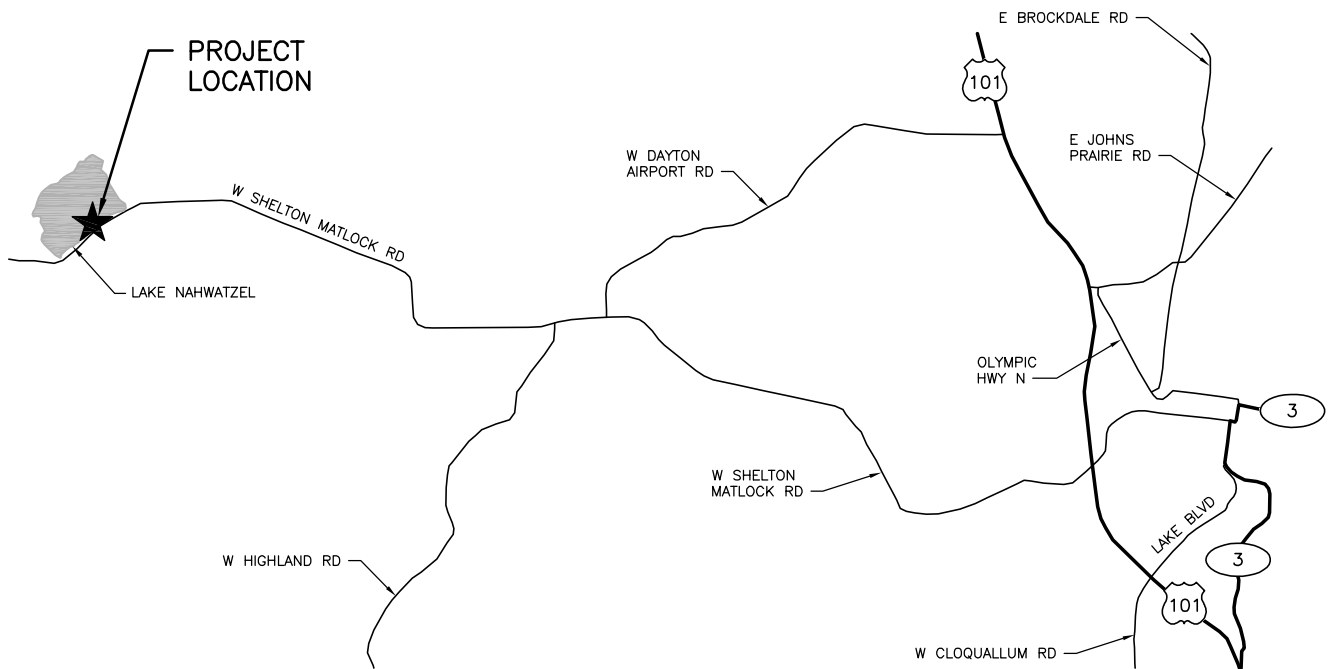 E BROCKDALE RD
PROJECT
LOCATION
101
E JOHNS
PRAIRIE RD
W DAYTON
AIRPORT RD
W SHELTON MATLOCK RD
LAKE NAHWATZEL
OLYMPIC
HWY N
3
W SHELTON
MATLOCK RD
LAKE BLVD
W HIGHLAND RD
3
101
W CLOQUALLUM RD